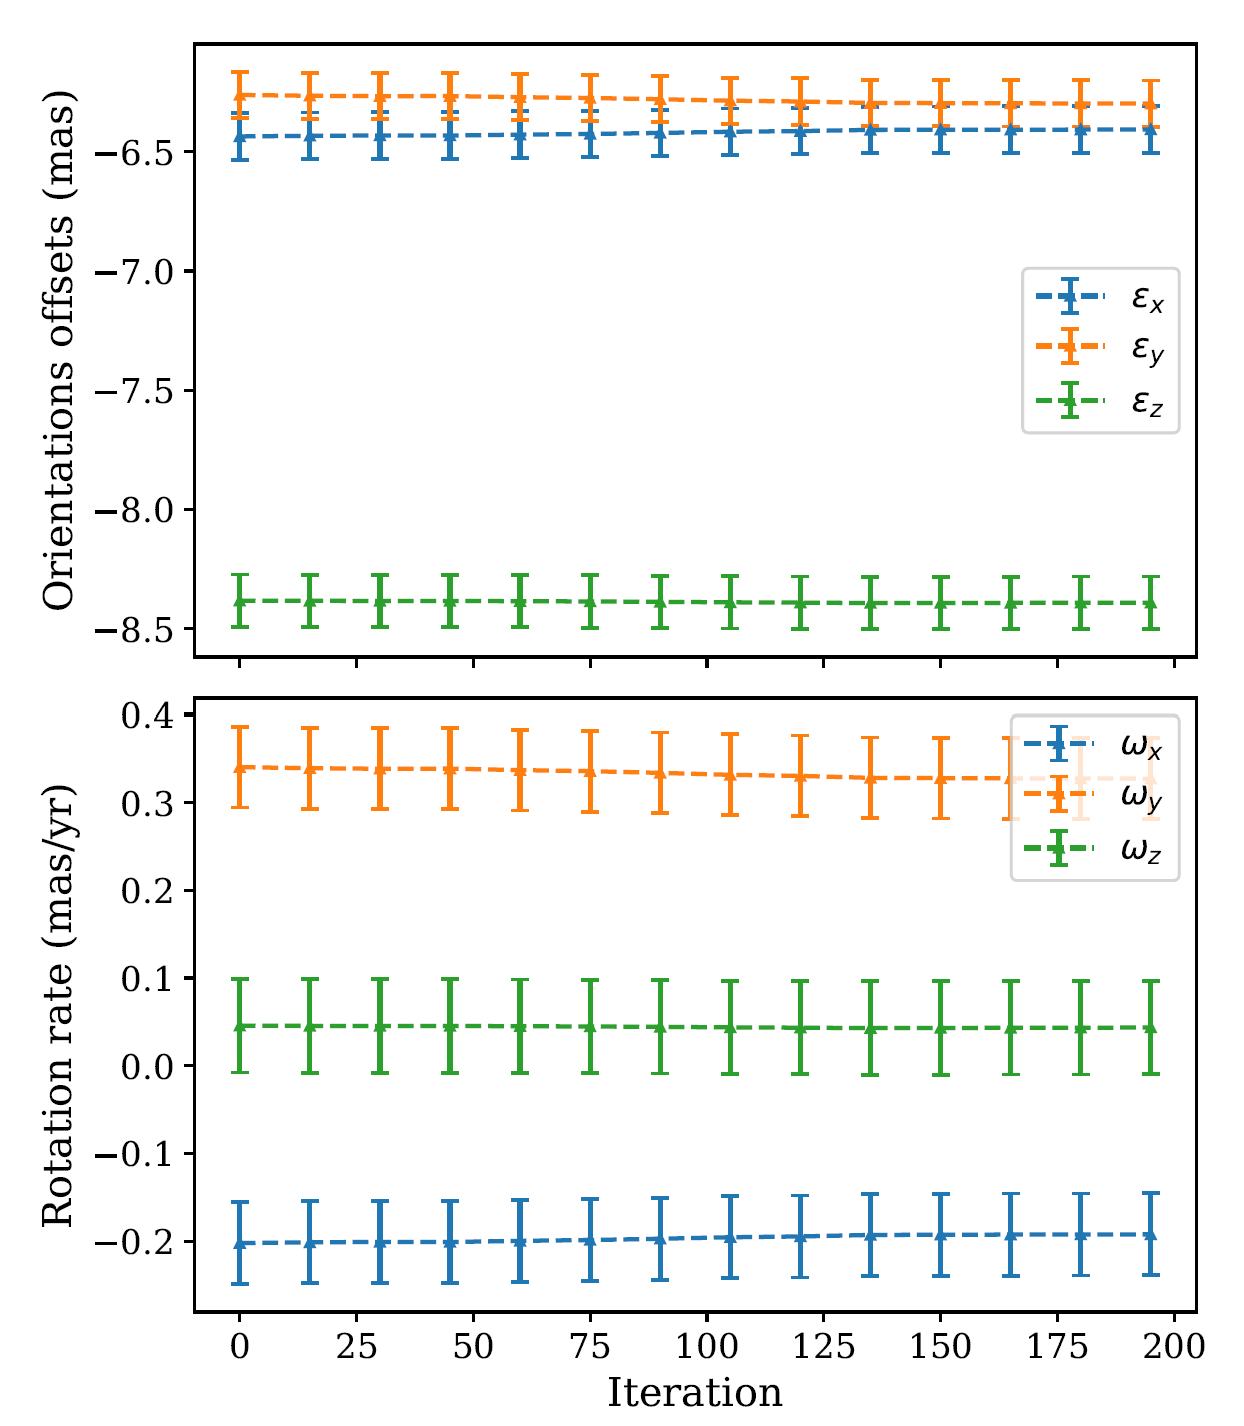 Orientations offsets (mas)
−6.5
−7.0
−7.5
−8.0
−8.5
εx
εy
εz
Rotation rate (mas/yr)
0.4
0.3
0.2
0.1
0.0
−0.1
−0.2
ωx
ωy
ωz
0 25 50 75 100 125 150 175 200
Iteration